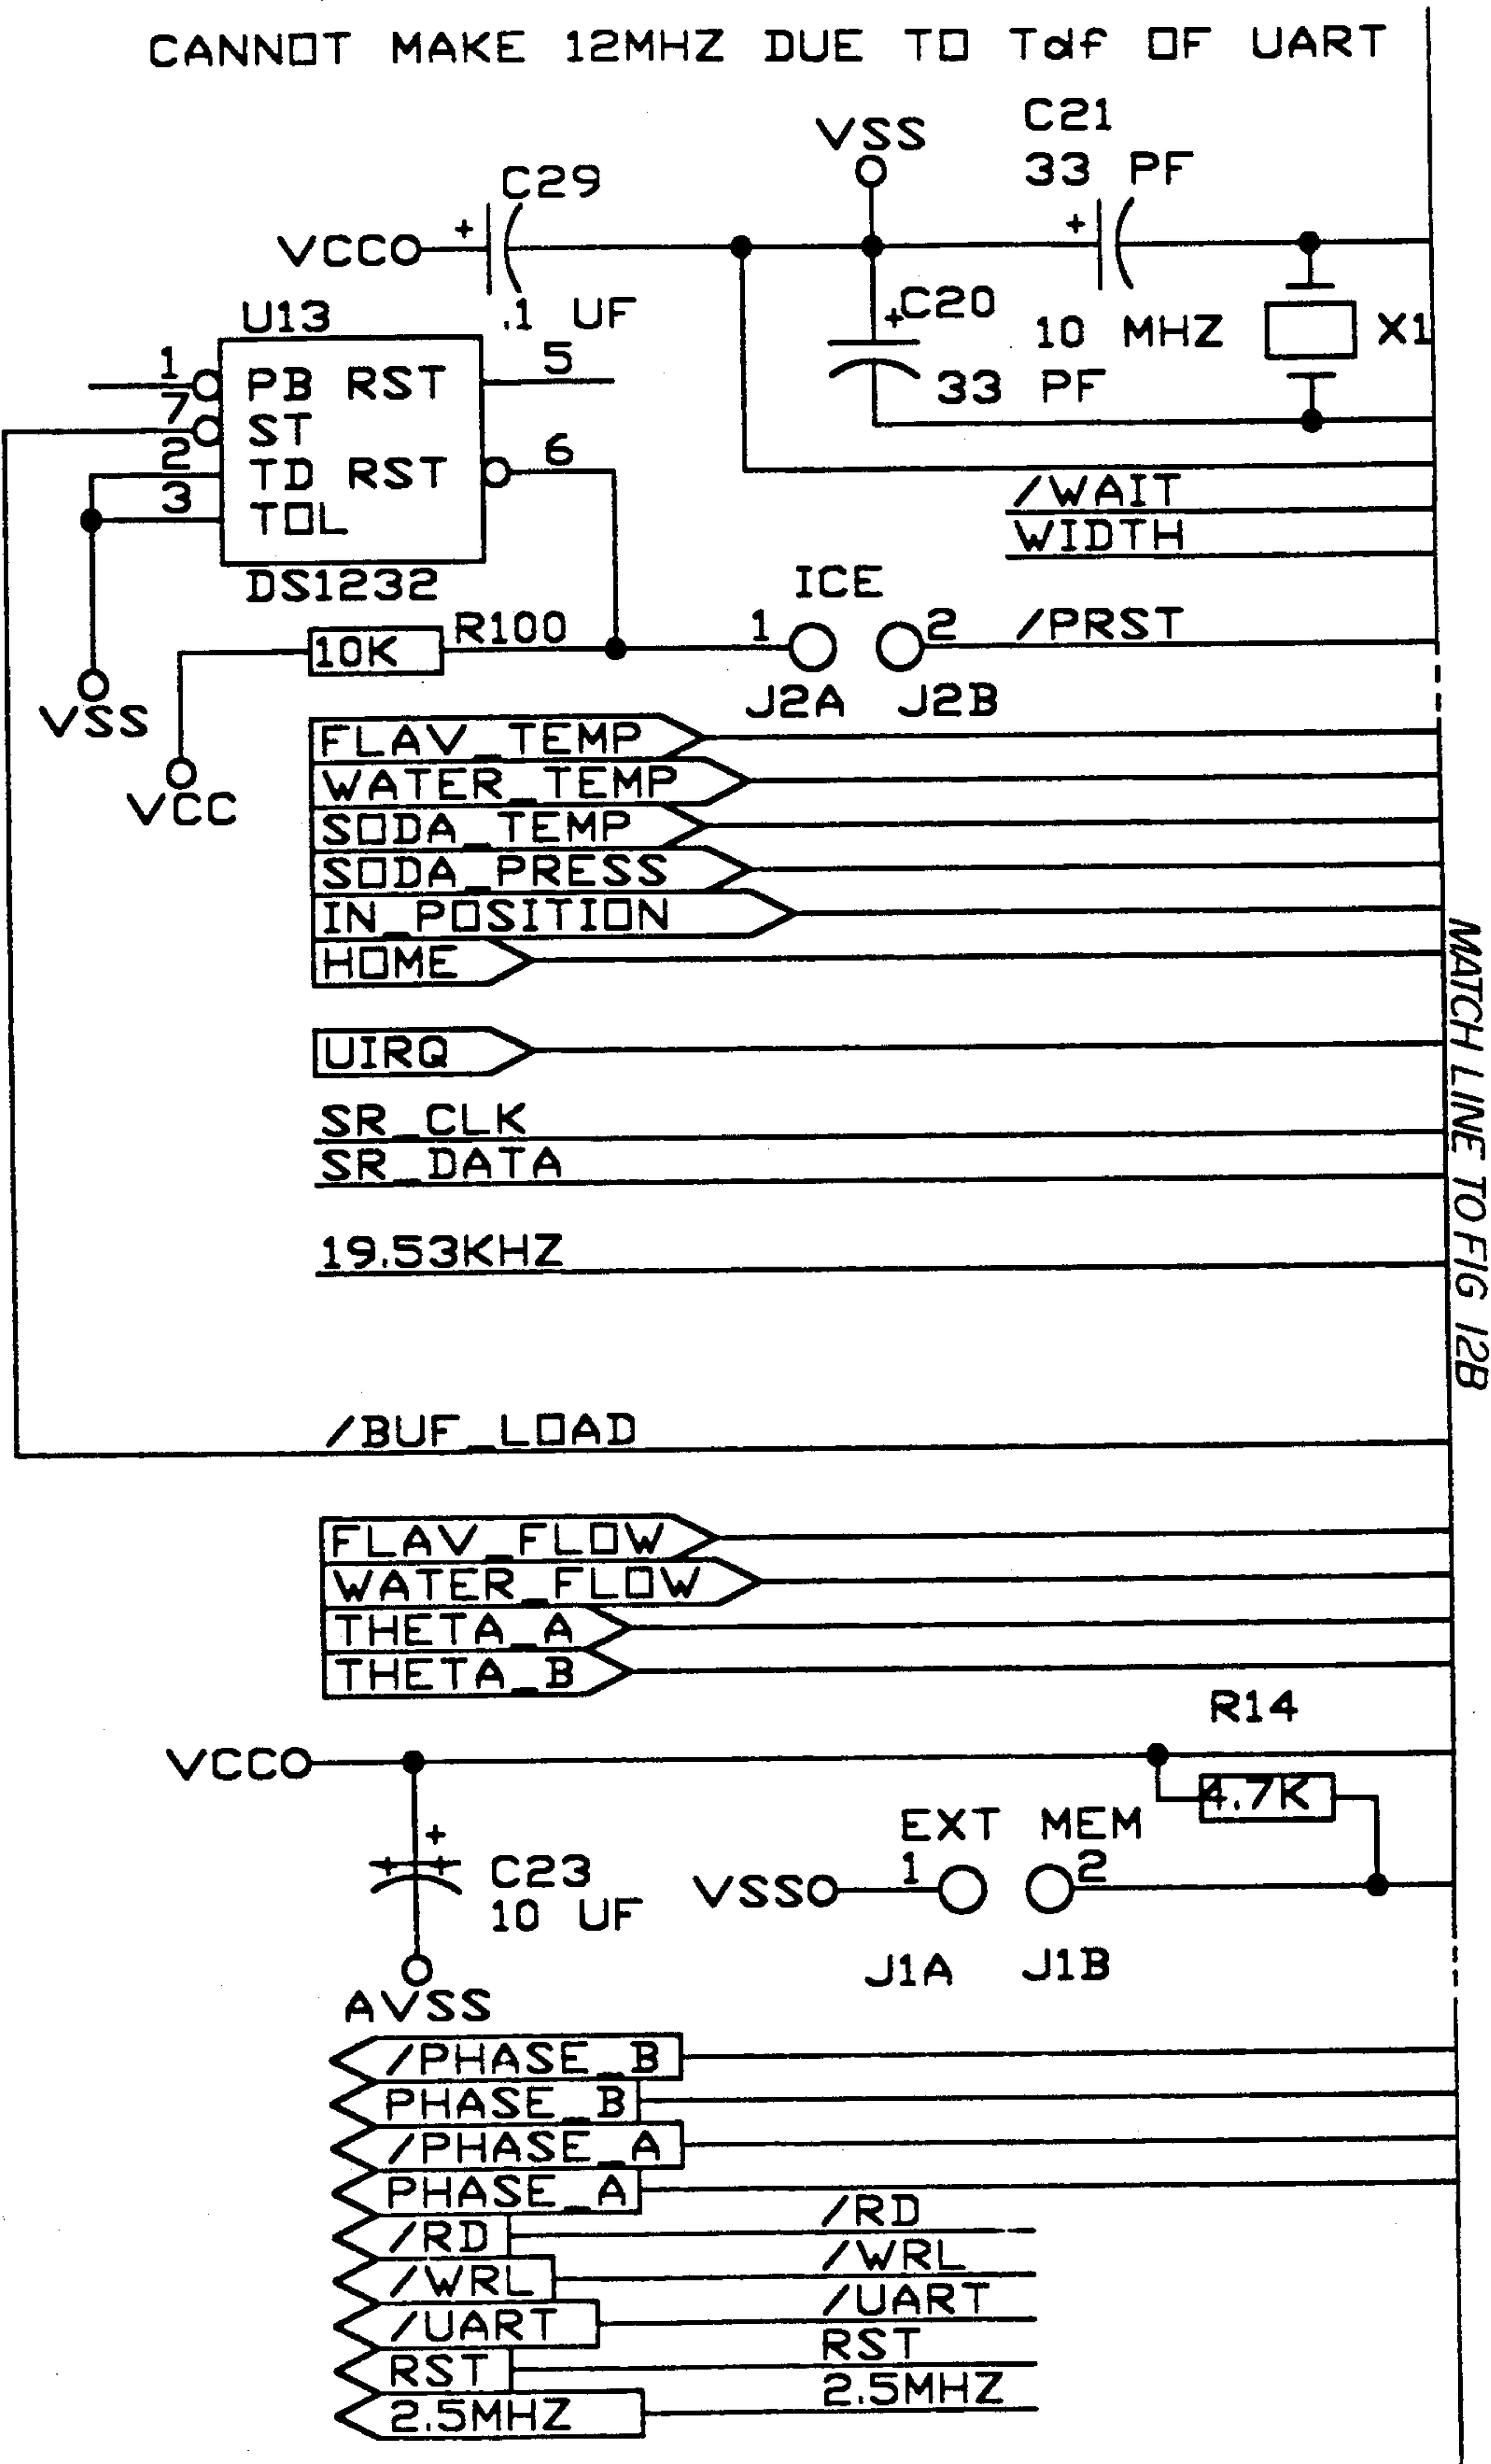 CANNOT MAKE 12MHZ DUE TO Tdf OF UART
C21
VSS
33 PF
C29
+
+
VCC
U13
.1 UF
+
C20
10 MHZ
X1
1
PB RST
5
33 PF
7
ST
2
TD RST
6
3
TOL
/WAIT
WIDTH
DS1232
ICE
10K
R100
1
2
/PRST
VSS
J2A
J2B
VCC
FLAV_TEMP
WATER_TEMP
SODA_TEMP
SODA_PRESS
IN_POSITION
HOME
MATCH LINE TO FIG 12B
UIRQ
SR_CLK
SR_DATA
19.53KHZ
/BUF_LOAD
FLAV_FLOW
WATER_FLOW
THETA_A
THETA_B
R14
VCC
4.7K
EXT MEM
+
+ +
C23
10 UF
VSS
1
2
J1A
J1B
AVSS
/PHASE_B
PHASE_B
/PHASE_A
PHASE_A
/RD
/RD
/WRL
/WRL
/UART
/UART
RST
RST
2.5MHZ
2.5MHZ